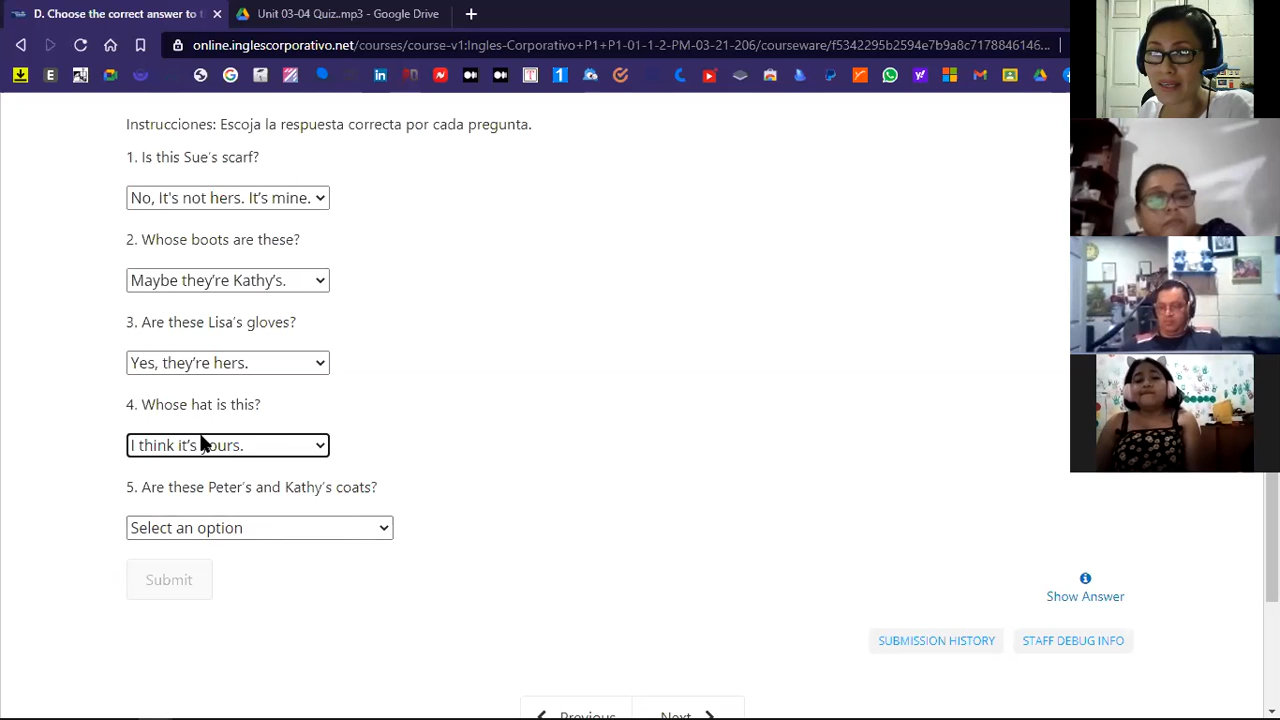 D. Choose the correct answer to t
Unit 03-04 Quiz..mp3 - Google Drive
online.inglescorporativo.net/courses/course-v1:Ingles-Corporativo+P1+P1-01-1-2-PM-03-21-206/courseware/f5342295b2594e7b9a8c7178846146...
Instrucciones: Escoja la respuesta correcta por cada pregunta.
1. Is this Sue's scarf?
No, It's not hers. It's mine.
2. Whose boots are these?
Maybe they're Kathy's.
3. Are these Lisa's gloves?
Yes, they're hers.
4. Whose hat is this?
I think it's yours.
5. Are these Peter's and Kathy's coats?
Select an option
Submit
Show Answer
SUBMISSION HISTORY
STAFF DEBUG INFO
Previous
Next